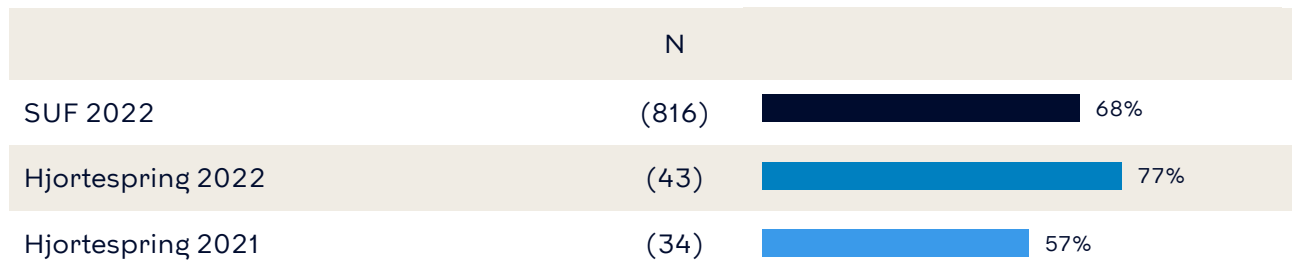 N
SUF 2022 (816) 68%
Hjortespring 2022 (43) 77%
Hjortespring 2021 (34) 57%